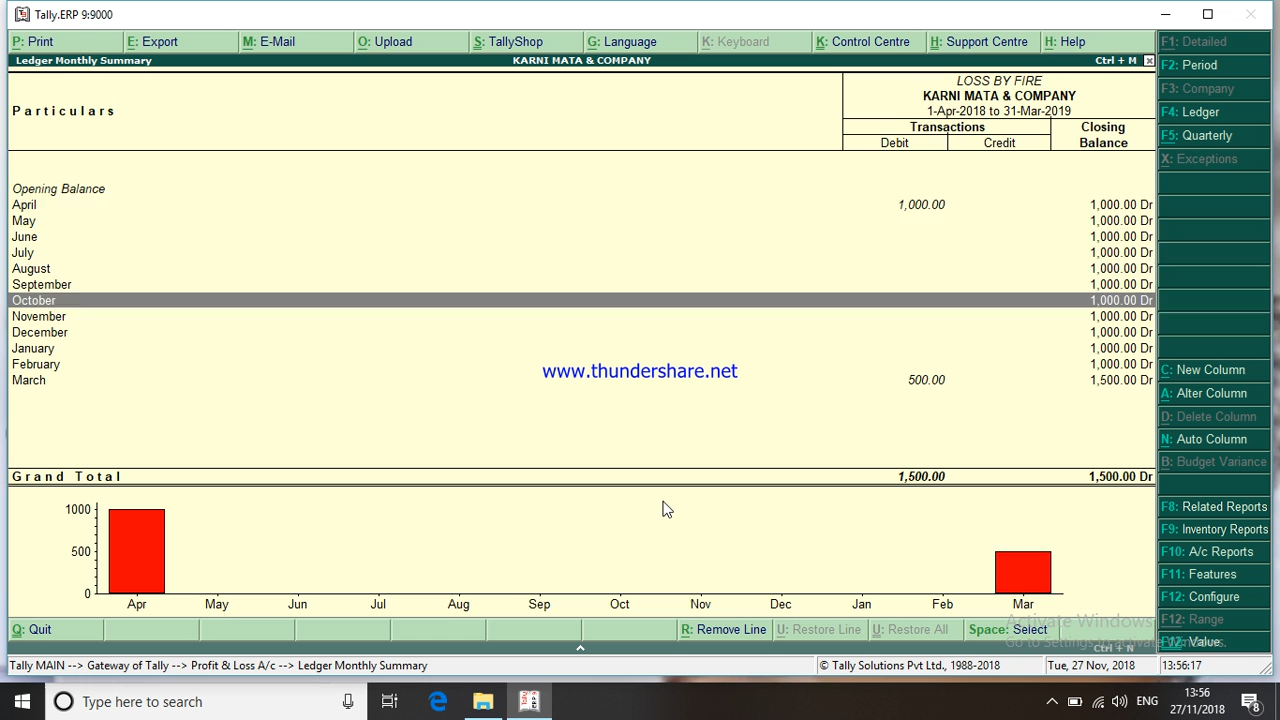 Tally.ERP 9:9000
P: Print E: Export M: E-Mail O: Upload S: TallyShop G: Language K: Keyboard K: Control Centre H: Support Centre H: Help
Ledger Monthly Summary KARNI MATA & COMPANY Ctrl + M
LOSS BY FIRE
KARNI MATA & COMPANY
Particulars 1-Apr-2018 to 31-Mar-2019
Transactions Closing
Debit Credit Balance
Opening Balance
April 1,000.00 1,000.00 Dr
May 1,000.00 Dr
June 1,000.00 Dr
July 1,000.00 Dr
August 1,000.00 Dr
September 1,000.00 Dr
October 1,000.00 Dr
November 1,000.00 Dr
December 1,000.00 Dr
January 1,000.00 Dr
February 1,000.00 Dr
www.thundershare.net
March 500.00 1,500.00 Dr
Grand Total 1,500.00 1,500.00 Dr
1000
500
0
Apr May Jun Jul Aug Sep Oct Nov Dec Jan Feb Mar
F1: Detailed
F2: Period
F3: Company
F4: Ledger
F5: Quarterly
X: Exceptions
C: New Column
A: Alter Column
D: Delete Column
N: Auto Column
B: Budget Variance
F8: Related Reports
F9: Inventory Reports
F10: A/c Reports
F11: Features
F12: Configure
F12: Range
F12: Value
Activate Windows
Go to Settings to activate Windows.
Q: Quit R: Remove Line U: Restore Line U: Restore All Space: Select
Ctrl + N
Tally MAIN --> Gateway of Tally --> Profit & Loss A/c --> Ledger Monthly Summary © Tally Solutions Pvt Ltd., 1988-2018 Tue, 27 Nov, 2018 13:56:17
Type here to search ENG 13:56
27/11/2018 8